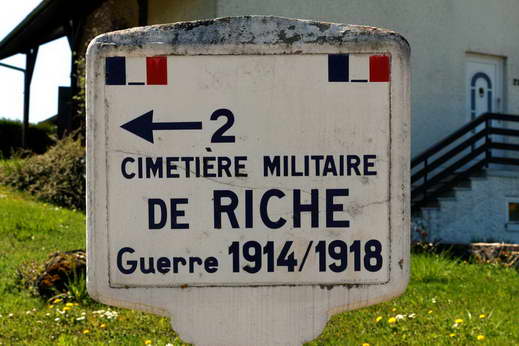 ← 2
CIMETIÈRE MILITAIRE
DE RICHE
Guerre 1914/1918